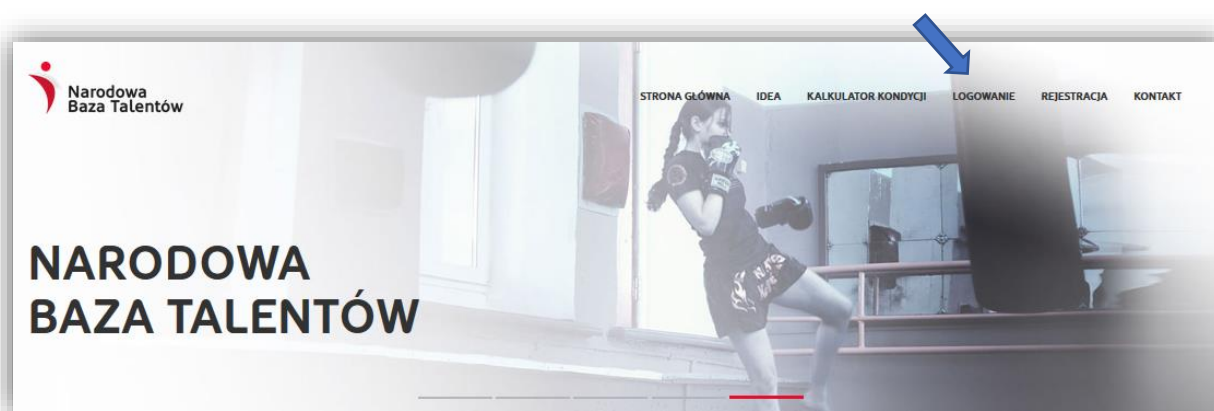 Narodowa
Baza Talentów
STRONA GŁÓWNA IDEA KALKULATOR KONDYCJI LOGOWANIE REJESTRACJA KONTAKT
NARODOWA
BAZA TALENTÓW